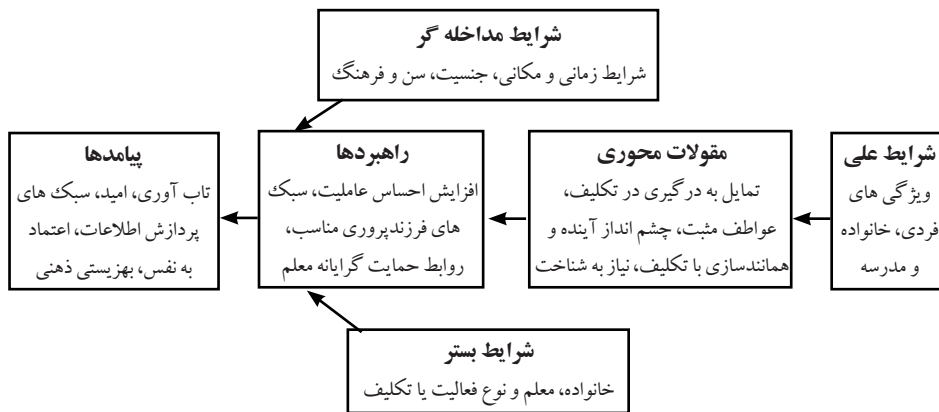 شرایط مداخله گر
شرایط زمانی و مکانی، جنسیت، سن و فرهنگ
شرایط علی
ویژگی های
فردی، خانواده
و مدرسه
مقولات محوری
تمایل به درگیری در تکلیف،
عواطف مثبت، چشم انداز آینده و
همانندسازی با تکلیف، نیاز به شناخت
راهبردها
افزایش احساس عاملیت، سبک
های فرزندپروری مناسب،
روابط حمایت گرایانه معلم
پیامدها
تاب آوری، امید، سبک های
پردازش اطلاعات، اعتماد
به نفس، بهزیستی ذهنی
شرایط بستر
خانواده، معلم و نوع فعالیت یا تکلیف